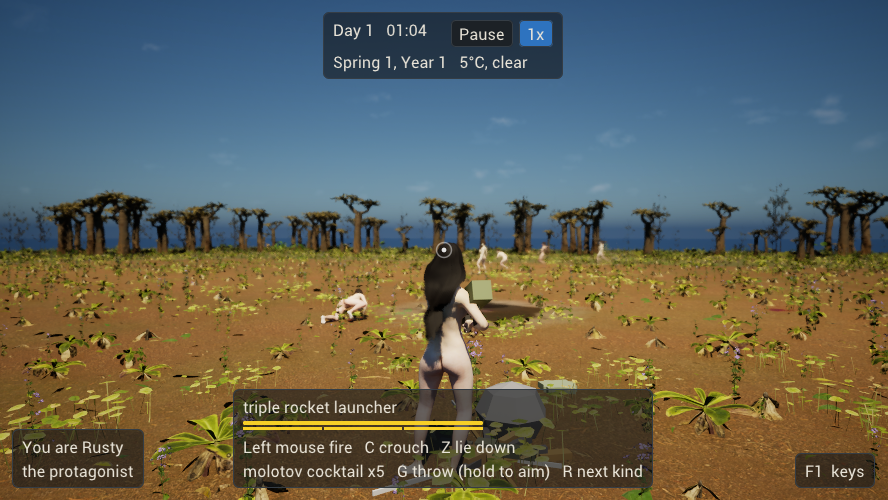 Day 1 01:04 Pause 1x
Spring 1, Year 1 5°C, clear
triple rocket launcher
Left mouse fire C crouch Z lie down
molotov cocktail x5 G throw (hold to aim) R next kind
You are Rusty
the protagonist
F1 keys